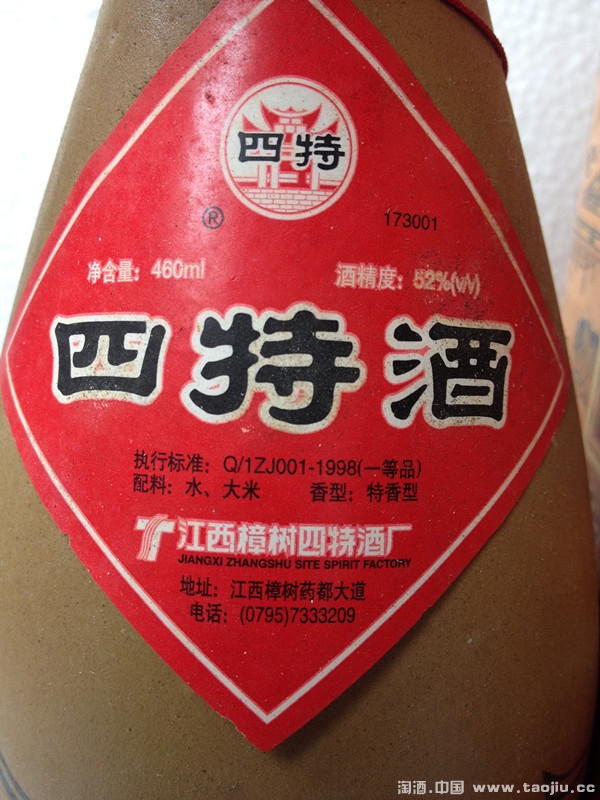 四特
®
173001
净含量：460ml
酒精度：52%(v/v)
四特酒
执行标准：Q/1ZJ001-1998(一等品)
配料：水、大米 香型：特香型
江西樟树四特酒厂
JIANGXI ZHANGSHU SITE SPIRIT FACTORY
地址：江西樟树药都大道
电话：(0795)7333209
淘酒.中国 www.taojiu.cc